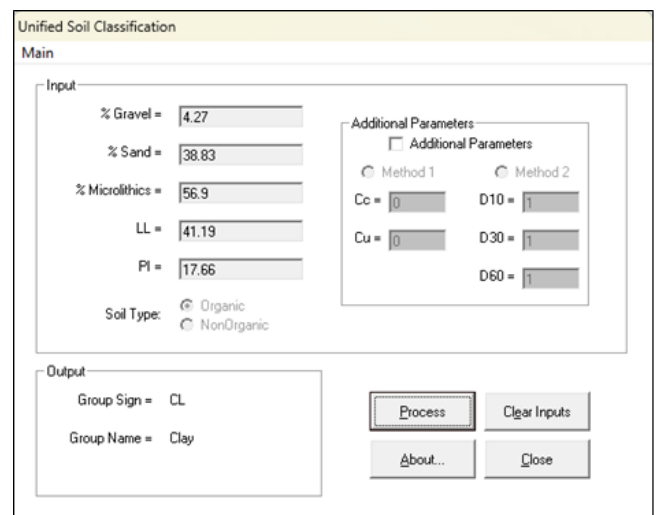 Unified Soil Classification
Main
Input
% Gravel = 4.27
% Sand = 38.83
% Microlithics = 56.9
LL = 41.19
PI = 17.66
Soil Type: Organic
NonOrganic
Additional Parameters
Additional Parameters
Method 1 Method 2
Cc = 0 D10 = 1
Cu = 0 D30 = 1
D60 = 1
Output
Group Sign = CL
Group Name = Clay
Process Clear Inputs
About... Close